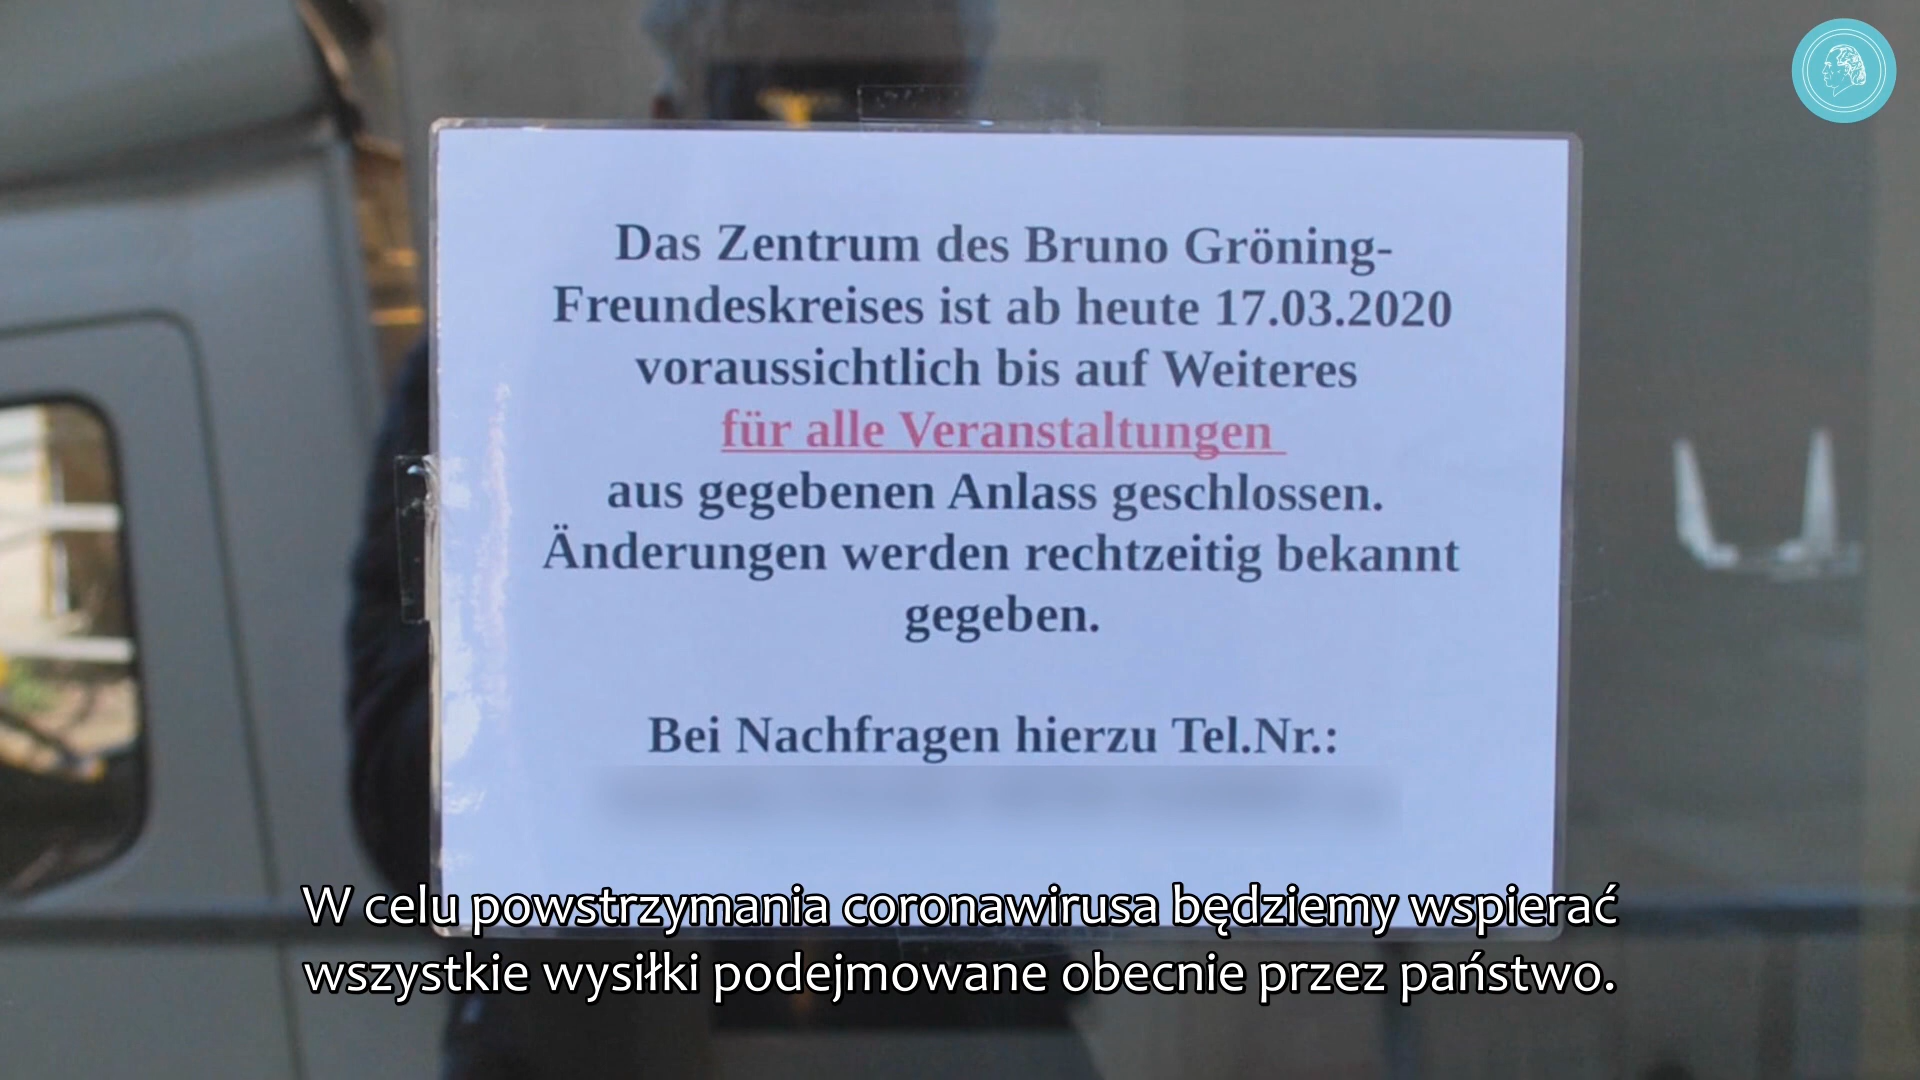 Das Zentrum des Bruno Gröning-
Freundeskreises ist ab heute 17.03.2020
voraussichtlich bis auf Weiteres
für alle Veranstaltungen
aus gegebenen Anlass geschlossen.
Änderungen werden rechtzeitig bekannt
gegeben.
Bei Nachfragen hierzu Tel.Nr.:
W celu powstrzymania coronawirusa będziemy wspierać
wszystkie wysiłki podejmowane obecnie przez państwo.